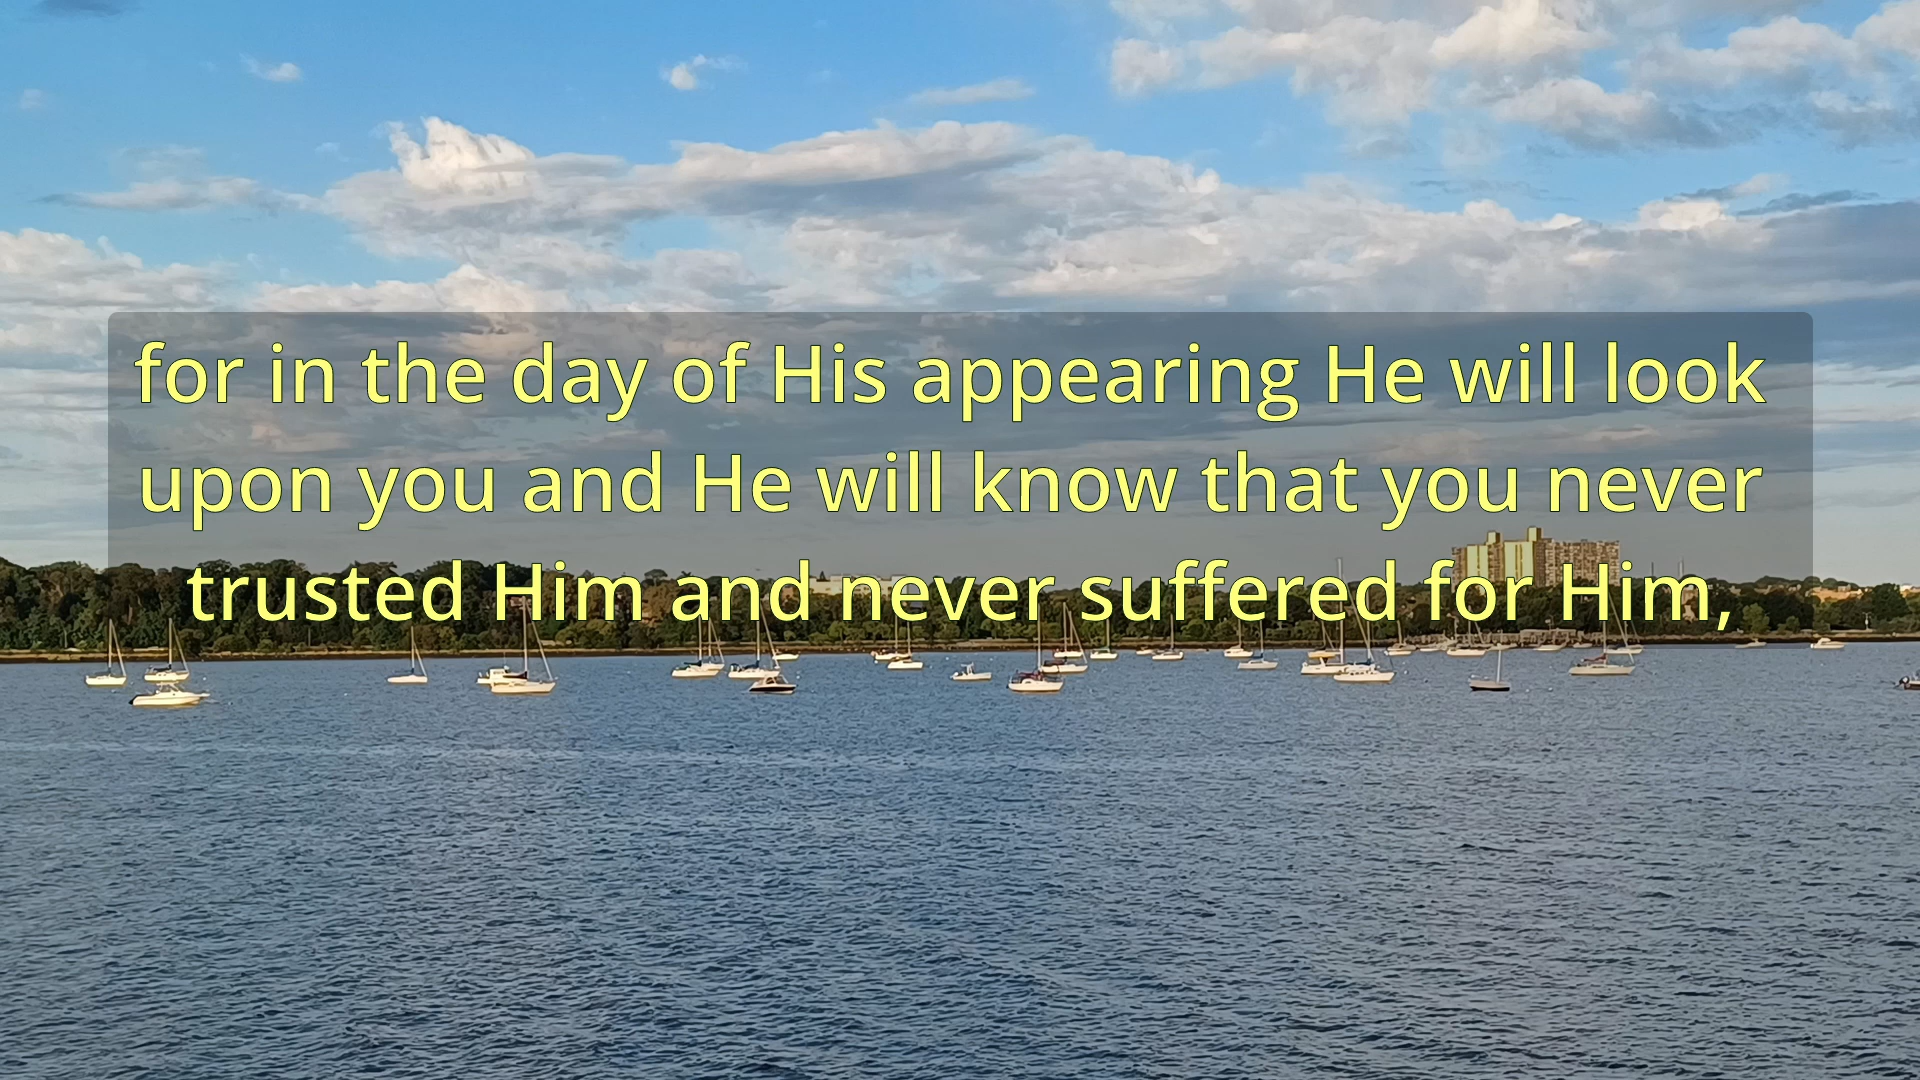 for in the day of His appearing He will look
upon you and He will know that you never
trusted Him and never suffered for Him,